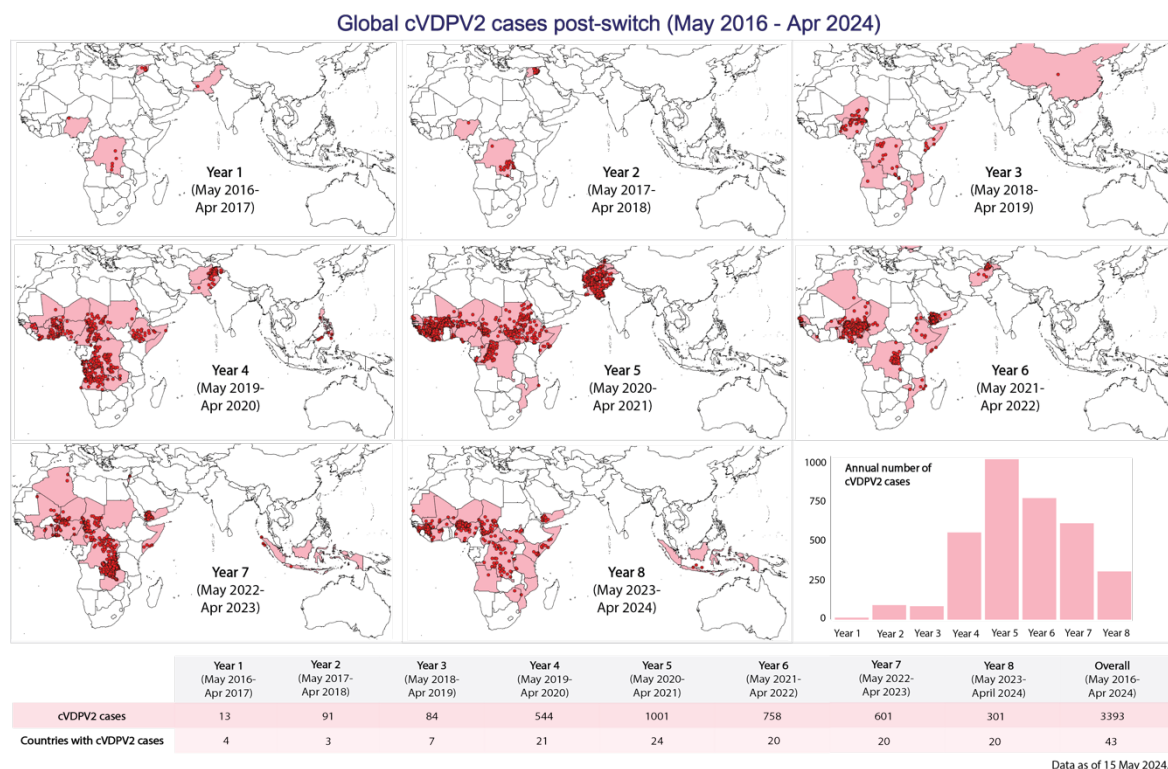 Global cVDPV2 cases post-switch (May 2016 - Apr 2024)
Year 1
(May 2016-
Apr 2017)
Year 2
(May 2017-
Apr 2018)
Year 3
(May 2018-
Apr 2019)
Year 4
(May 2019-
Apr 2020)
Year 5
(May 2020-
Apr 2021)
Year 6
(May 2021-
Apr 2022)
Year 7
(May 2022-
Apr 2023)
Year 8
(May 2023-
Apr 2024)
Annual number of
cVDPV2 cases
1000
750
500
250
0
Year 1 Year 2 Year 3 Year 4 Year 5 Year 6 Year 7 Year 8
Year 1 Year 2 Year 3 Year 4 Year 5 Year 6 Year 7 Year 8 Overall
(May 2016- (May 2017- (May 2018- (May 2019- (May 2020- (May 2021- (May 2022- (May 2023- (May 2016-
Apr 2017) Apr 2018) Apr 2019) Apr 2020) Apr 2021) Apr 2022) Apr 2023) April 2024) Apr 2024)
cVDPV2 cases 13 91 84 544 1001 758 601 301 3393
Countries with cVDPV2 cases 4 3 7 21 24 20 20 20 43
Data as of 15 May 2024.